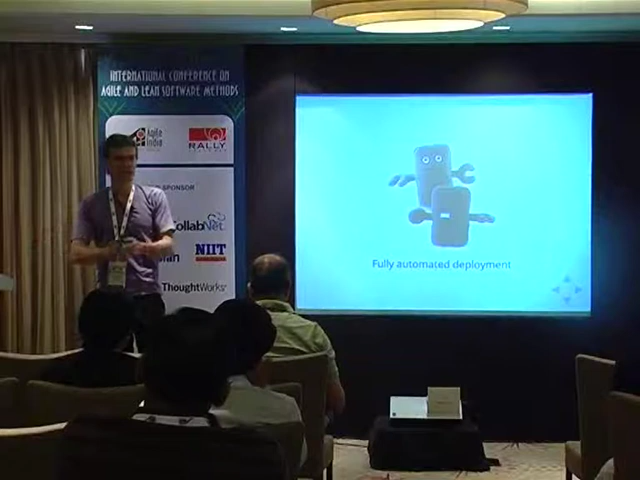 INTERNATIONAL CONFERENCE ON
AGILE AND LEAN SOFTWARE METHODS
Agile
India
RALLY
SPONSOR
CollabNet
NIIT
ThoughtWorks
Fully automated deployment